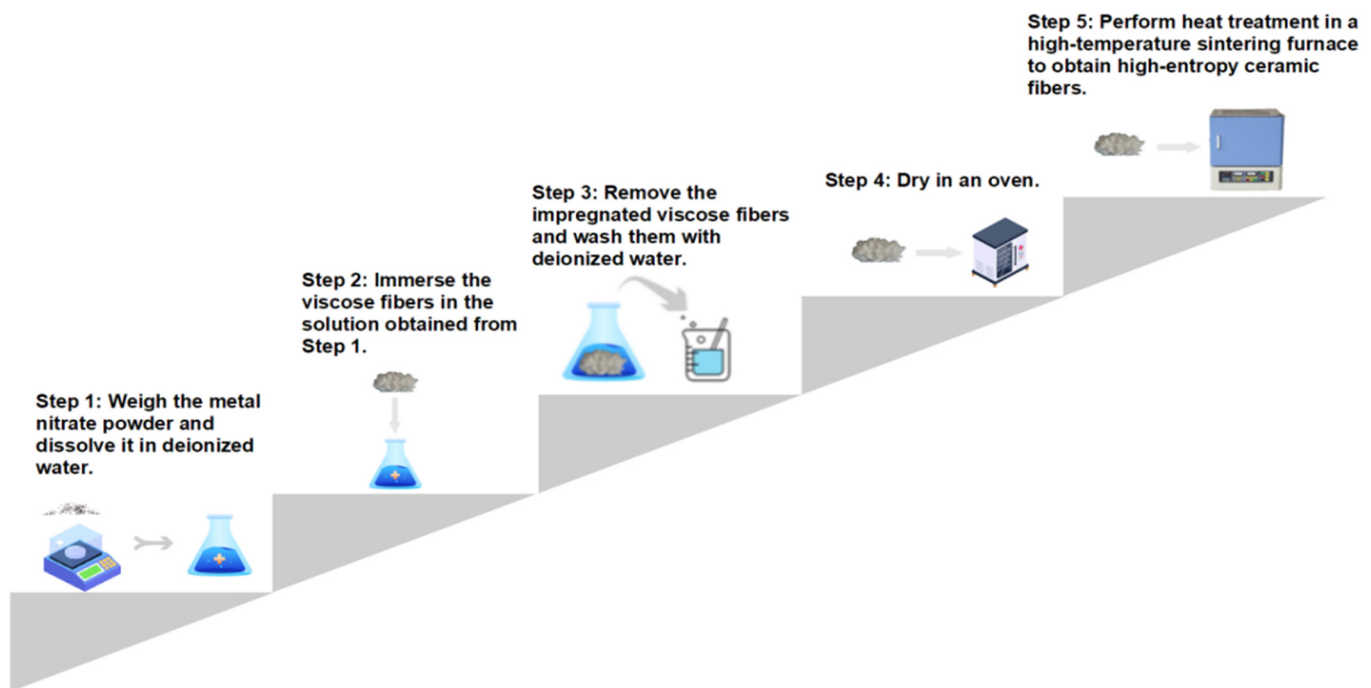 Step 1: Weigh the metal
nitrate powder and
dissolve it in deionized
water.
Step 2: Immerse the
viscose fibers in the
solution obtained from
Step 1.
Step 3: Remove the
impregnated viscose fibers
and wash them with
deionized water.
Step 4: Dry in an oven.
Step 5: Perform heat treatment in a
high-temperature sintering furnace
to obtain high-entropy ceramic
fibers.